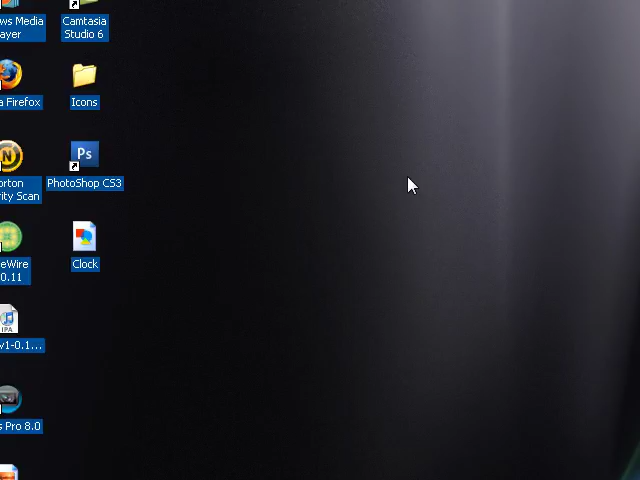 ws Media
ayer
Camtasia
Studio 6
a Firefox
Icons
N
orton
rity Scan
Ps
PhotoShop CS3
eWire
0.11
Clock
IPA
v1-0.1...
s Pro 8.0